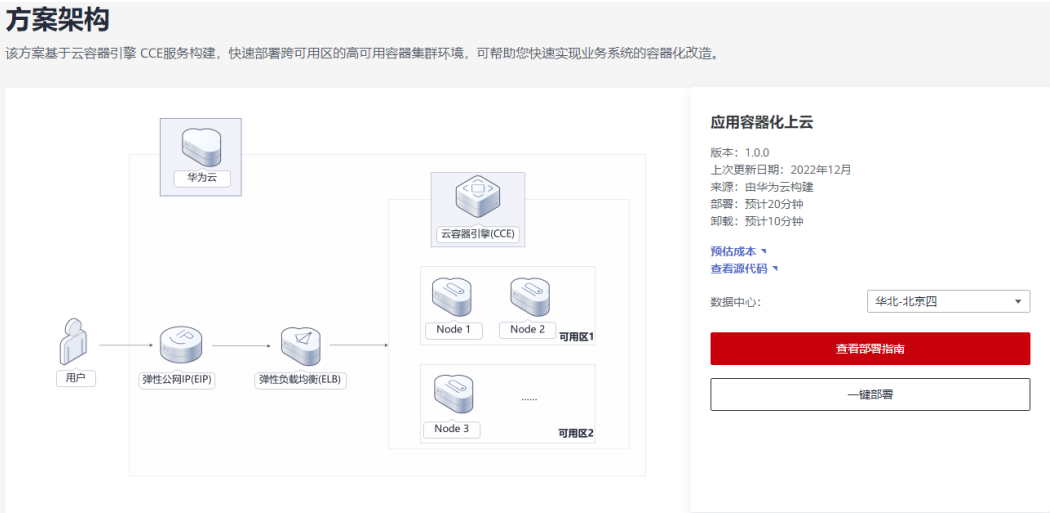 方案架构
该方案基于云容器引擎 CCE服务构建，快速部署跨可用区的高可用容器集群环境，可帮助您快速实现业务系统的容器化改造。
华为云
云容器引擎(CCE)
Node 1
Node 2
可用区1
用户
弹性公网IP(EIP)
弹性负载均衡(ELB)
Node 3
......
可用区2
应用容器化上云
版本：1.0.0
上次更新日期：2022年12月
来源：由华为云构建
部署：预计20分钟
卸载：预计10分钟
预估成本
查看源代码
数据中心：
华北-北京四
查看部署指南
一键部署